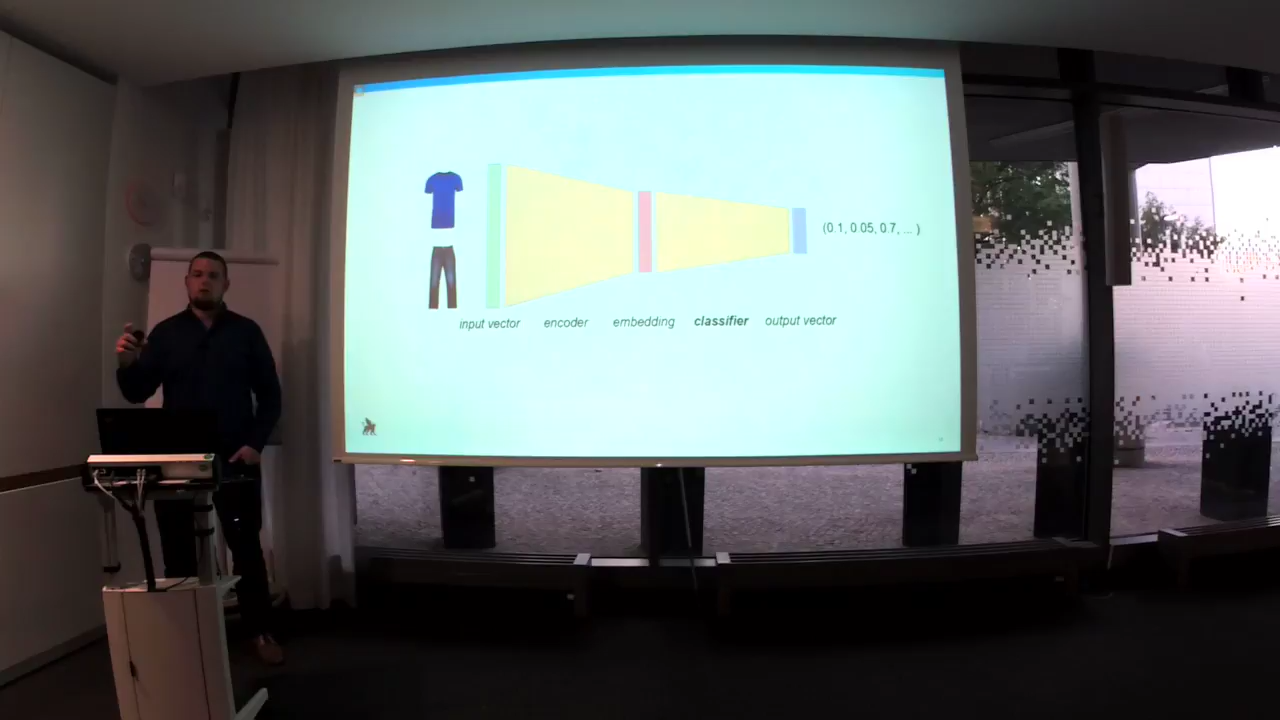 (0.1, 0.05, 0.7, ... )
input vector encoder embedding classifier output vector